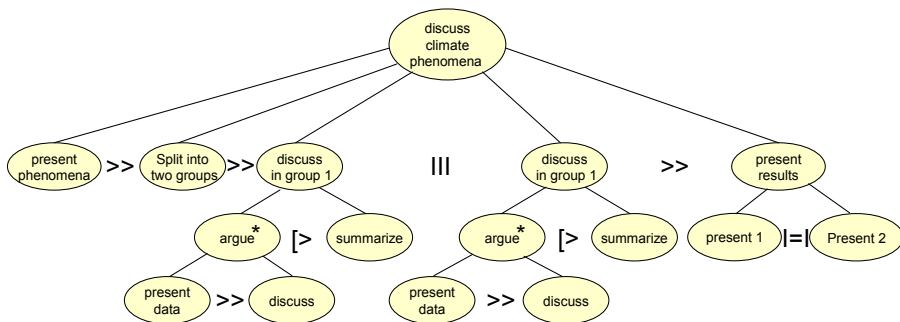 discuss
climate
phenomena
present
phenomena
>>
Split into
two groups
>>
discuss
in group 1
|||
discuss
in group 1
>>
present
results
argue*
[>
summarize
argue*
[>
summarize
present 1
|=|
Present 2
present
data
>>
discuss
present
data
>>
discuss